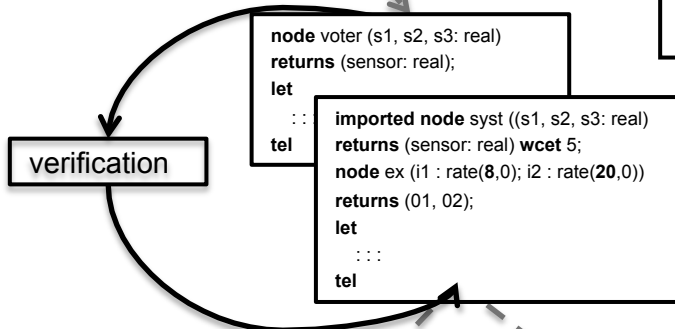 node voter (s1, s2, s3: real)
returns (sensor: real);
let
: : :
tel
verification
imported node syst ((s1, s2, s3: real)
returns (sensor: real) wcet 5;
node ex (i1 : rate(8,0); i2 : rate(20,0))
returns (01, 02);
let
: : :
tel